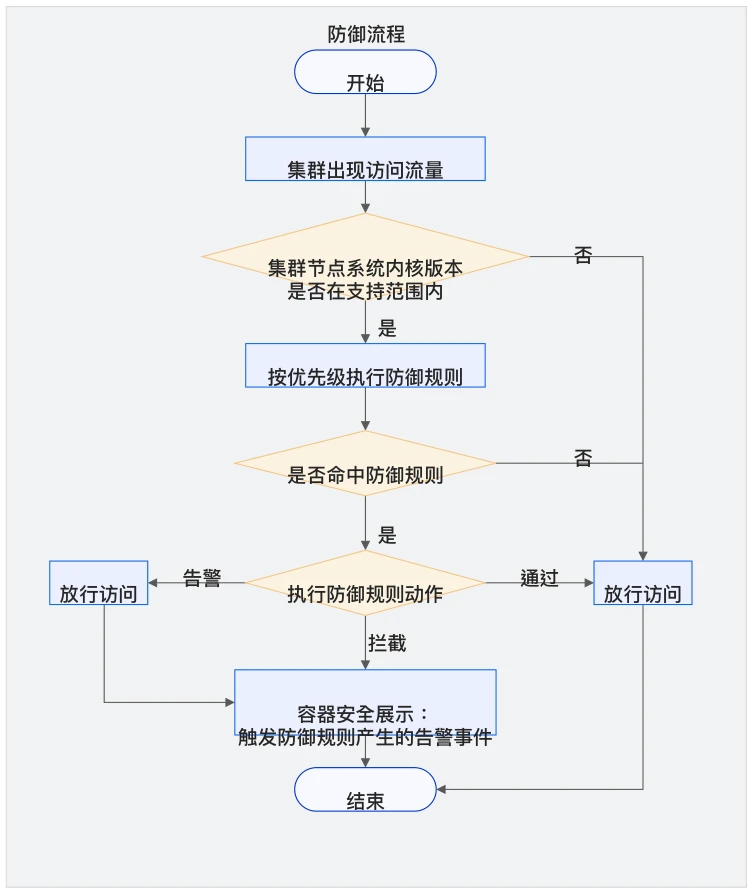 防御流程
开始
集群出现访问流量
集群节点系统内核版本
是否在支持范围内
否
是
按优先级执行防御规则
是否命中防御规则
否
是
放行访问
告警
执行防御规则动作
通过
放行访问
拦截
容器安全展示：
触发防御规则产生的告警事件
结束